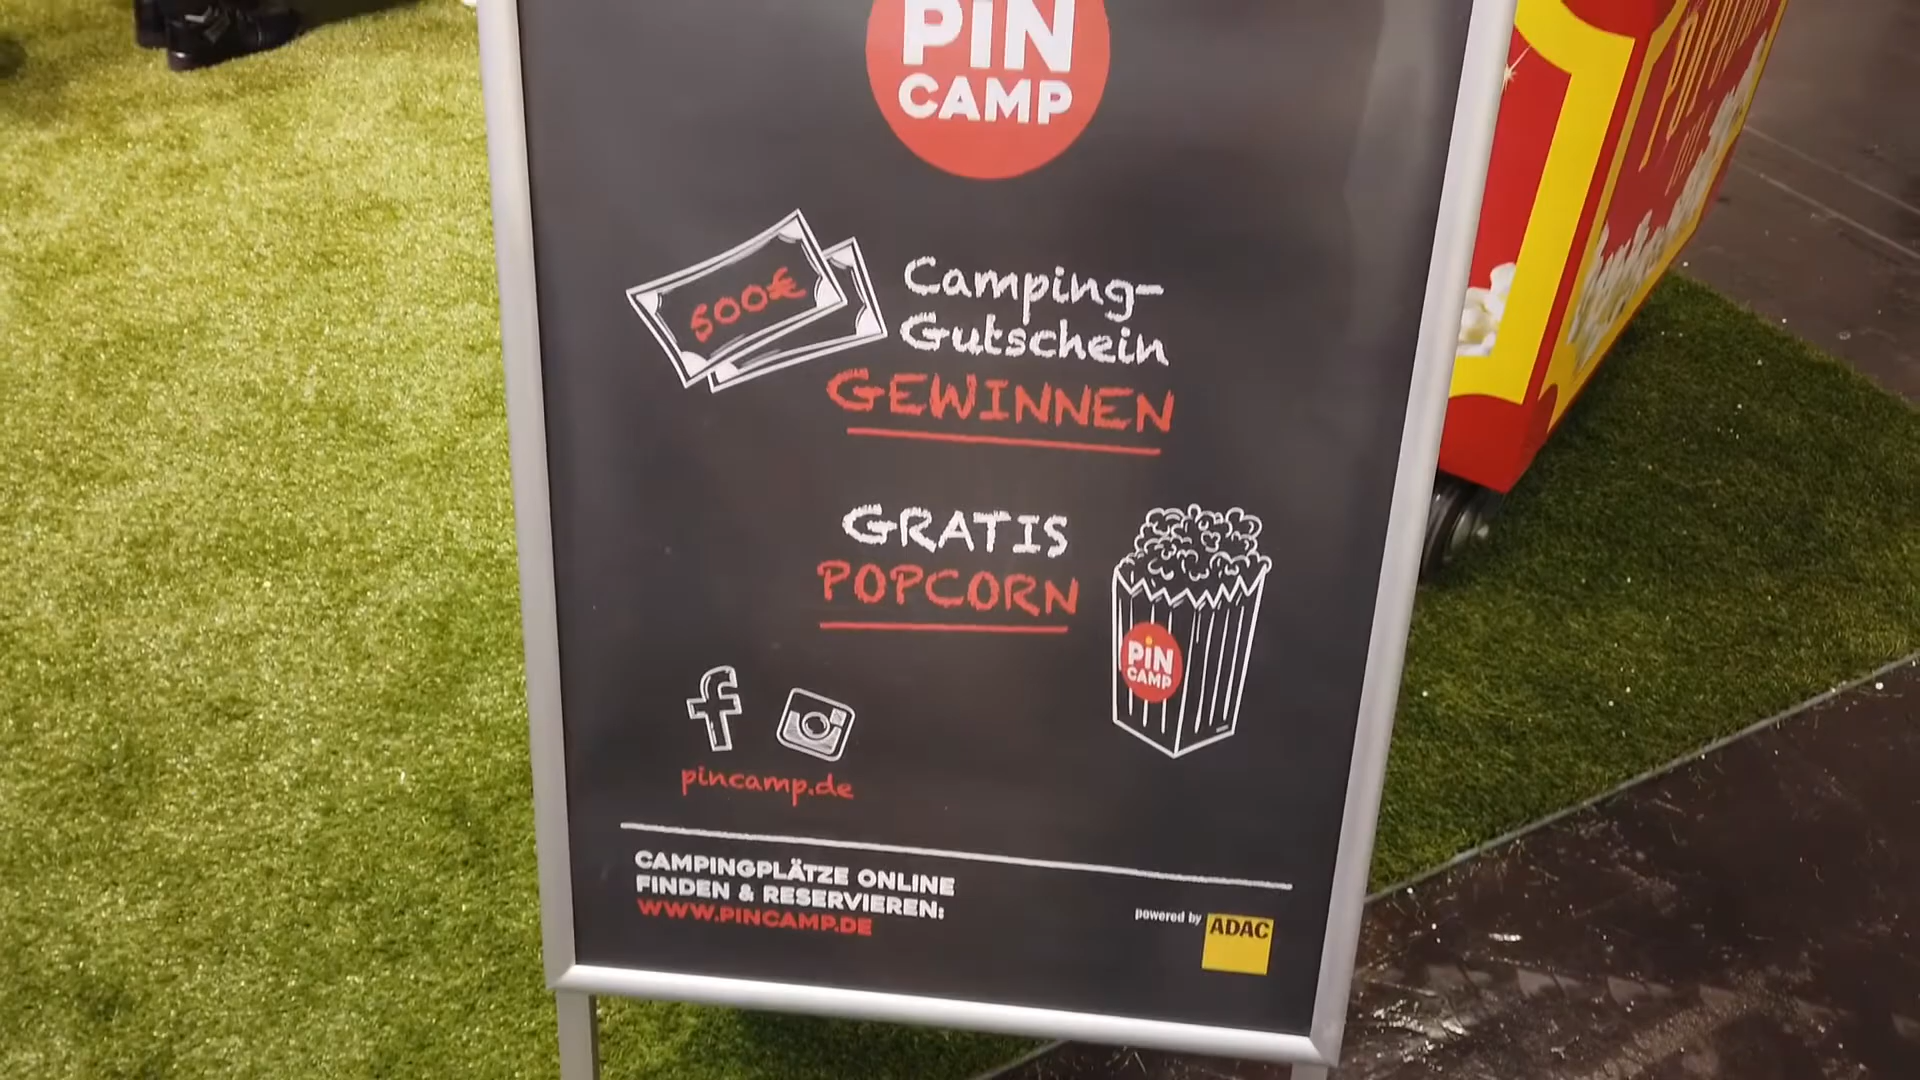 PiN
CAMP
500€
Camping-
Gutschein
GEWINNEN
GRATIS
POPCORN
PiN
CAMP
pincamp.de
CAMPINGPLÄTZE ONLINE
FINDEN & RESERVIEREN:
WWW.PINCAMP.DE
powered by
ADAC